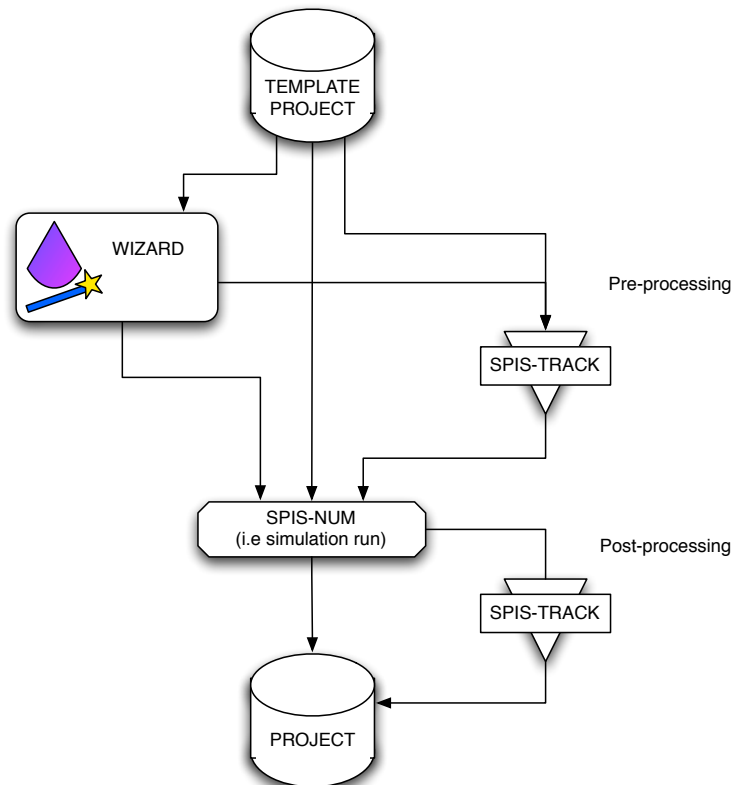 TEMPLATE
PROJECT
WIZARD
Pre-processing
SPIS-TRACK
SPIS-NUM
(i.e simulation run)
Post-processing
SPIS-TRACK
PROJECT